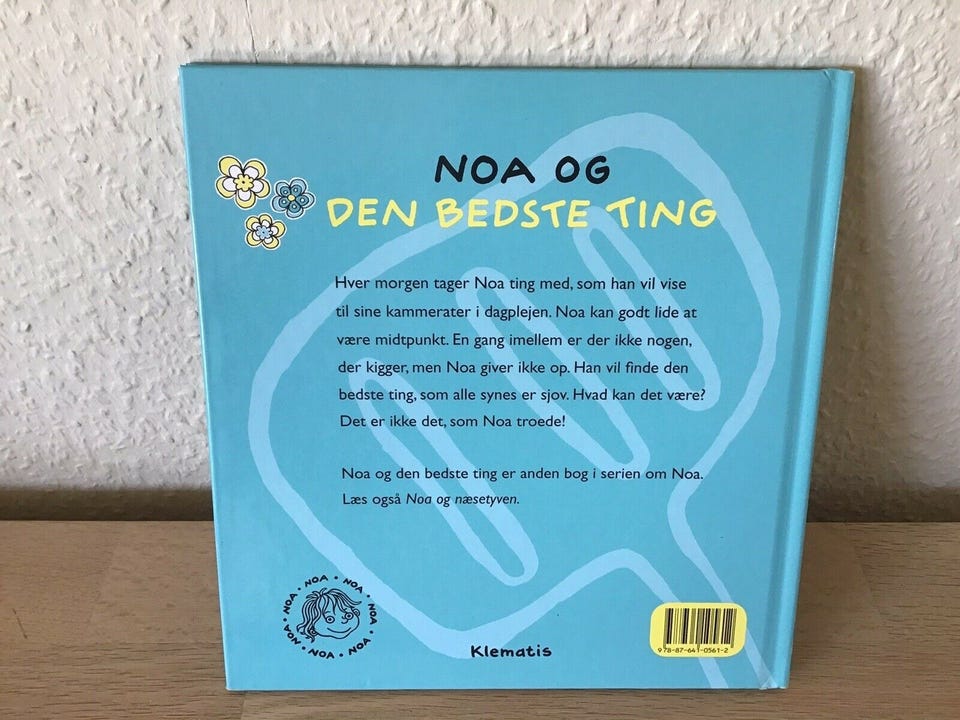 NOA OG
DEN BEDSTE TING
Hver morgen tager Noa ting med, som han vil vise
til sine kammerater i dagplejen. Noa kan godt lide at
være midtpunkt. En gang imellem er der ikke nogen,
der kigger, men Noa giver ikke op. Han vil finde den
bedste ting, som alle synes er sjov. Hvad kan det være?
Det er ikke det, som Noa troede!
Noa og den bedste ting er anden bog i serien om Noa.
Læs også Noa og næsetyven.
NOA • NOA • NOA • NOA • NOA • NOA • NOA • NOA •
Klematis
978-87-641-0561-2